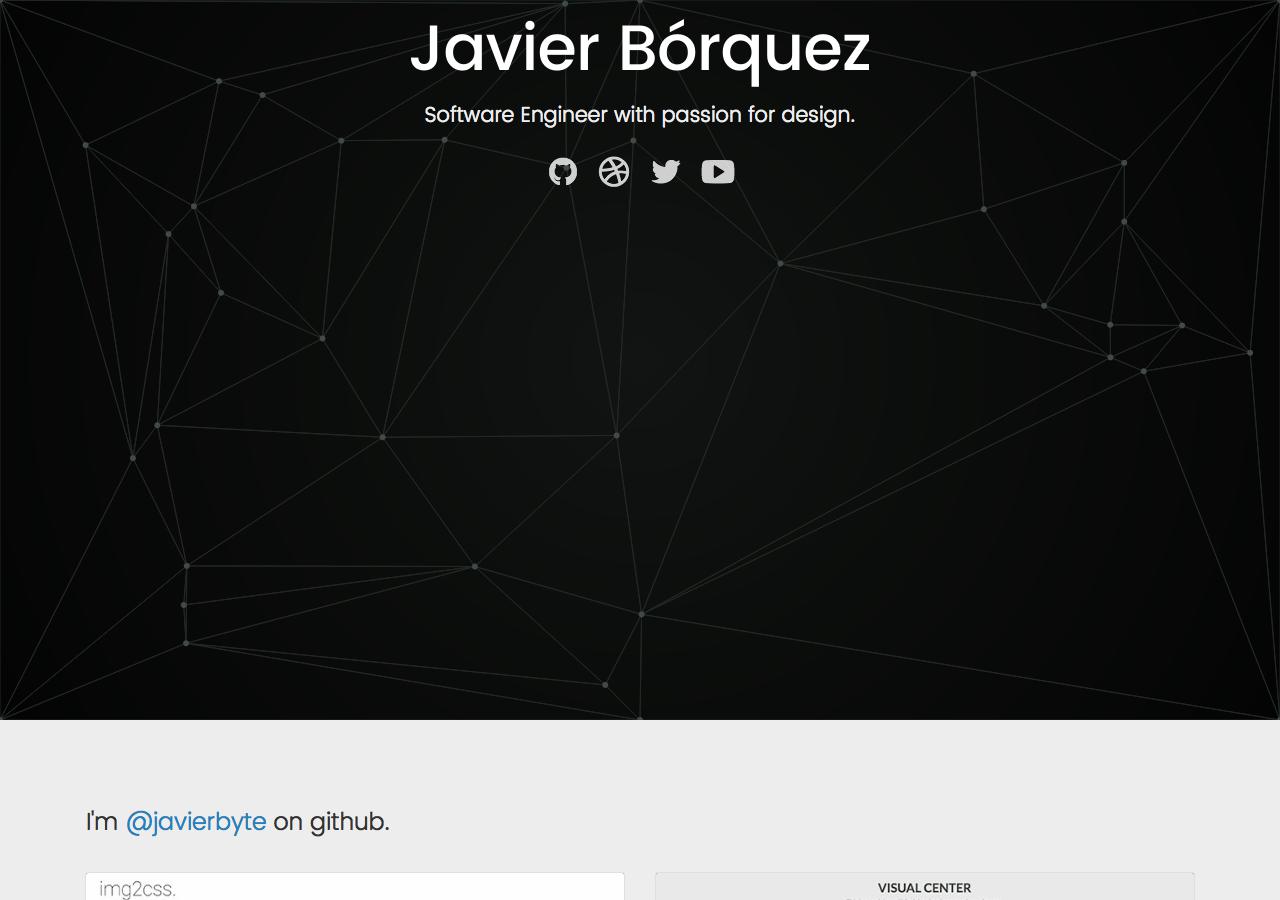 Javier Bórquez
Software Engineer with passion for design.
I'm @javierbyte on github.
img2css.
VISUAL CENTER